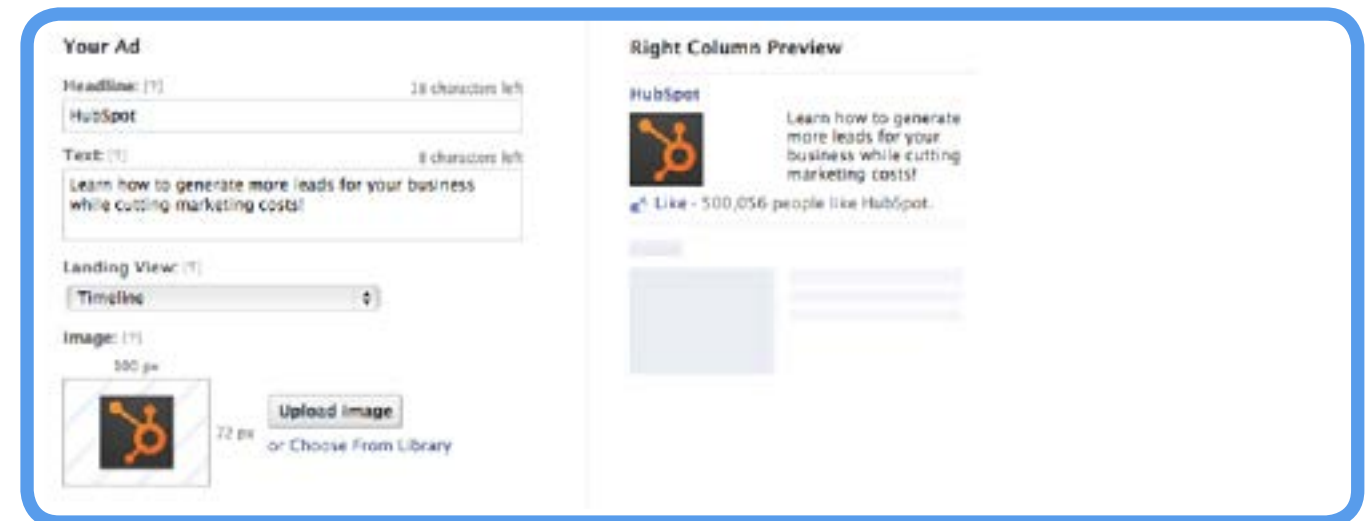 Your Ad
Headline: [?] 18 characters left
HubSpot
Text: [?] 8 characters left
Learn how to generate more leads for your business
while cutting marketing costs!
Landing View: [?]
Timeline
Image: [?]
100 px
72 px
Upload Image
or Choose From Library
Right Column Preview
HubSpot
Learn how to generate
more leads for your
business while cutting
marketing costs!
Like - 500,056 people like HubSpot.